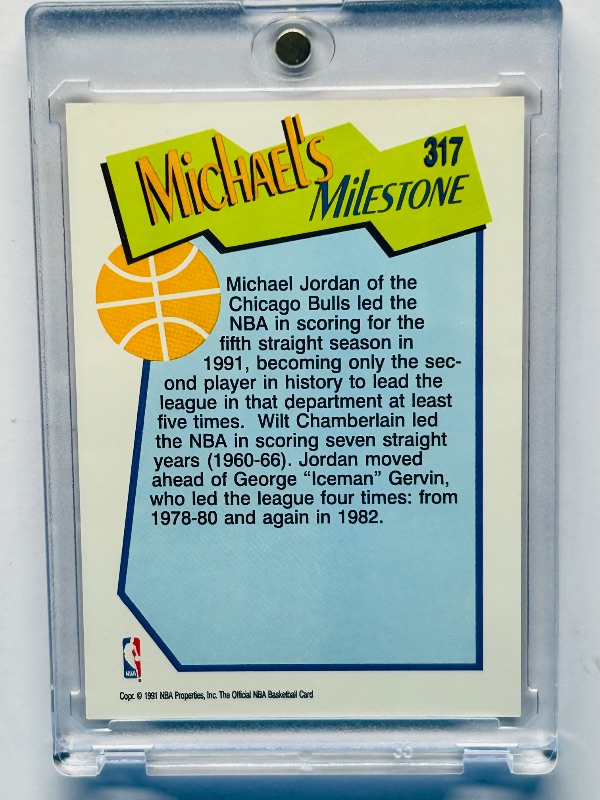 Michael's
317
Milestone
Michael Jordan of the
Chicago Bulls led the
NBA in scoring for the
fifth straight season in
1991, becoming only the sec-
ond player in history to lead the
league in that department at least
five times. Wilt Chamberlain led
the NBA in scoring seven straight
years (1960-66). Jordan moved
ahead of George “Iceman” Gervin,
who led the league four times: from
1978-80 and again in 1982.
NBA
Copr. © 1991 NBA Properties, Inc. The Official NBA Basketball Card
35